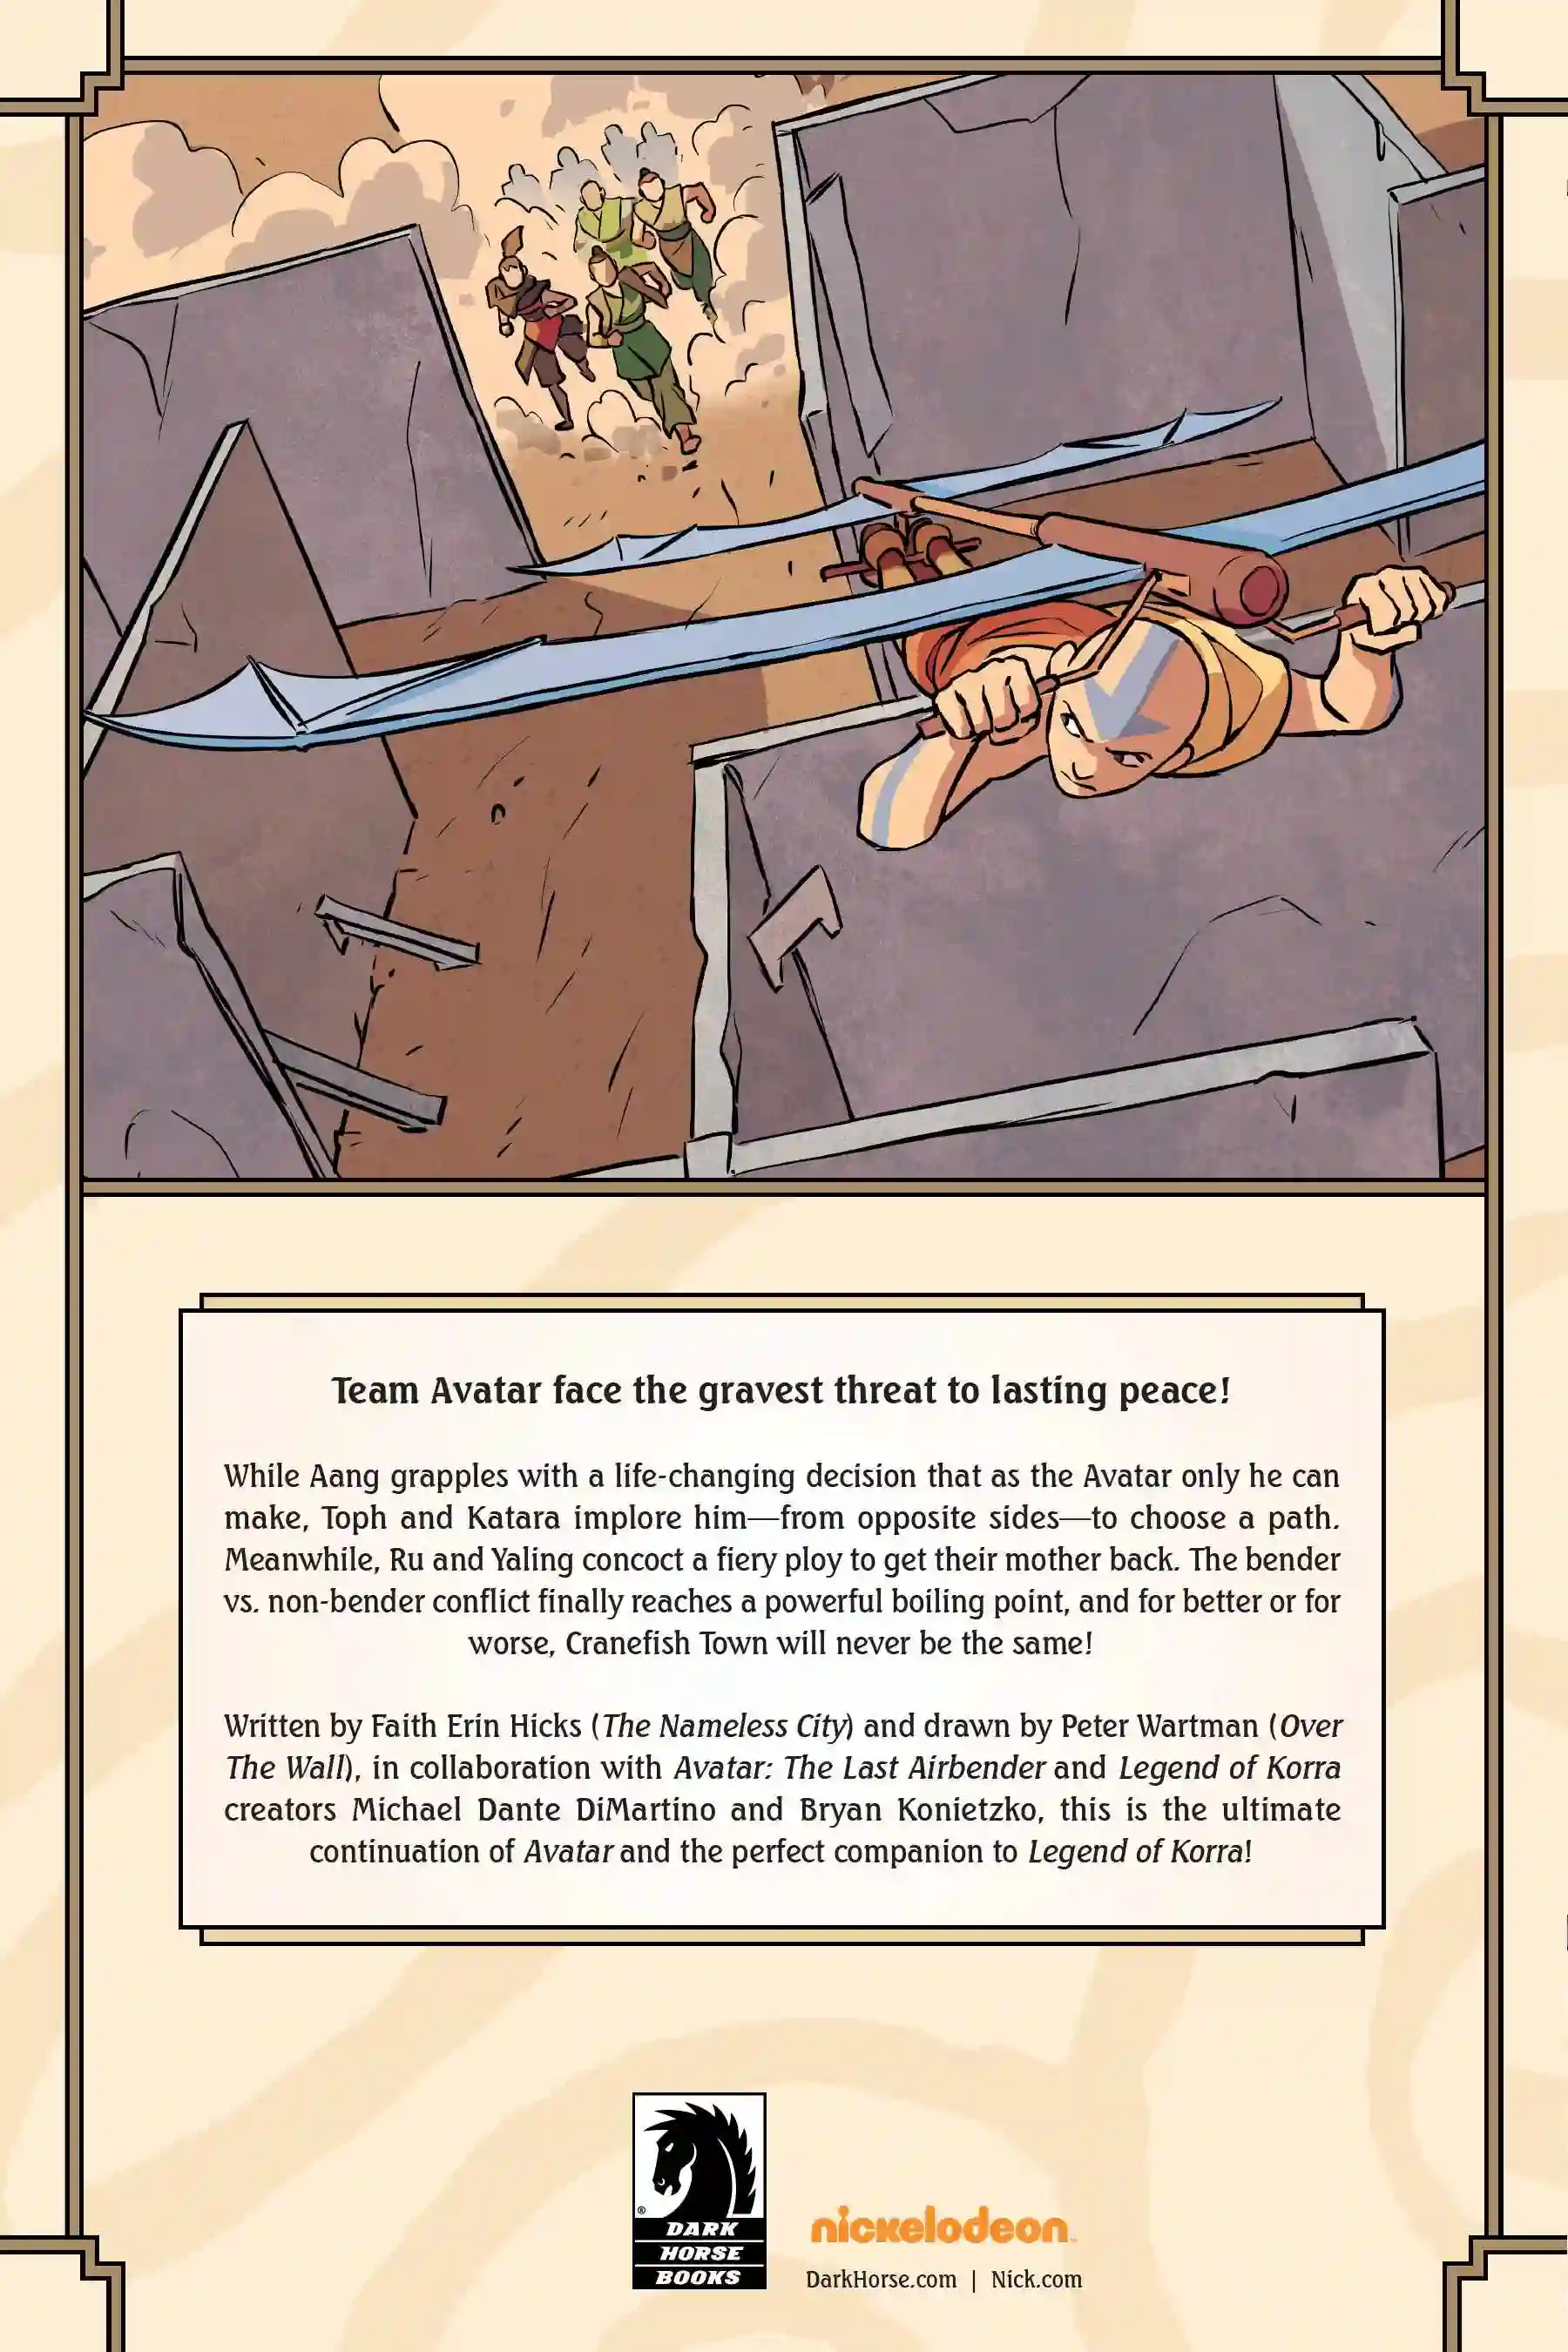 Team Avatar face the gravest threat to lasting peace!
While Aang grapples with a life-changing decision that as the Avatar only he can
make, Toph and Katara implore him—from opposite sides—to choose a path.
Meanwhile, Ru and Yaling concoct a fiery ploy to get their mother back. The bender
vs. non-bender conflict finally reaches a powerful boiling point, and for better or for
worse, Cranefish Town will never be the same!
Written by Faith Erin Hicks (The Nameless City) and drawn by Peter Wartman (Over
The Wall), in collaboration with Avatar: The Last Airbender and Legend of Korra
creators Michael Dante DiMartino and Bryan Konietzko, this is the ultimate
continuation of Avatar and the perfect companion to Legend of Korra!
®
DARK
HORSE
BOOKS
nickelodeon™
DarkHorse.com | Nick.com